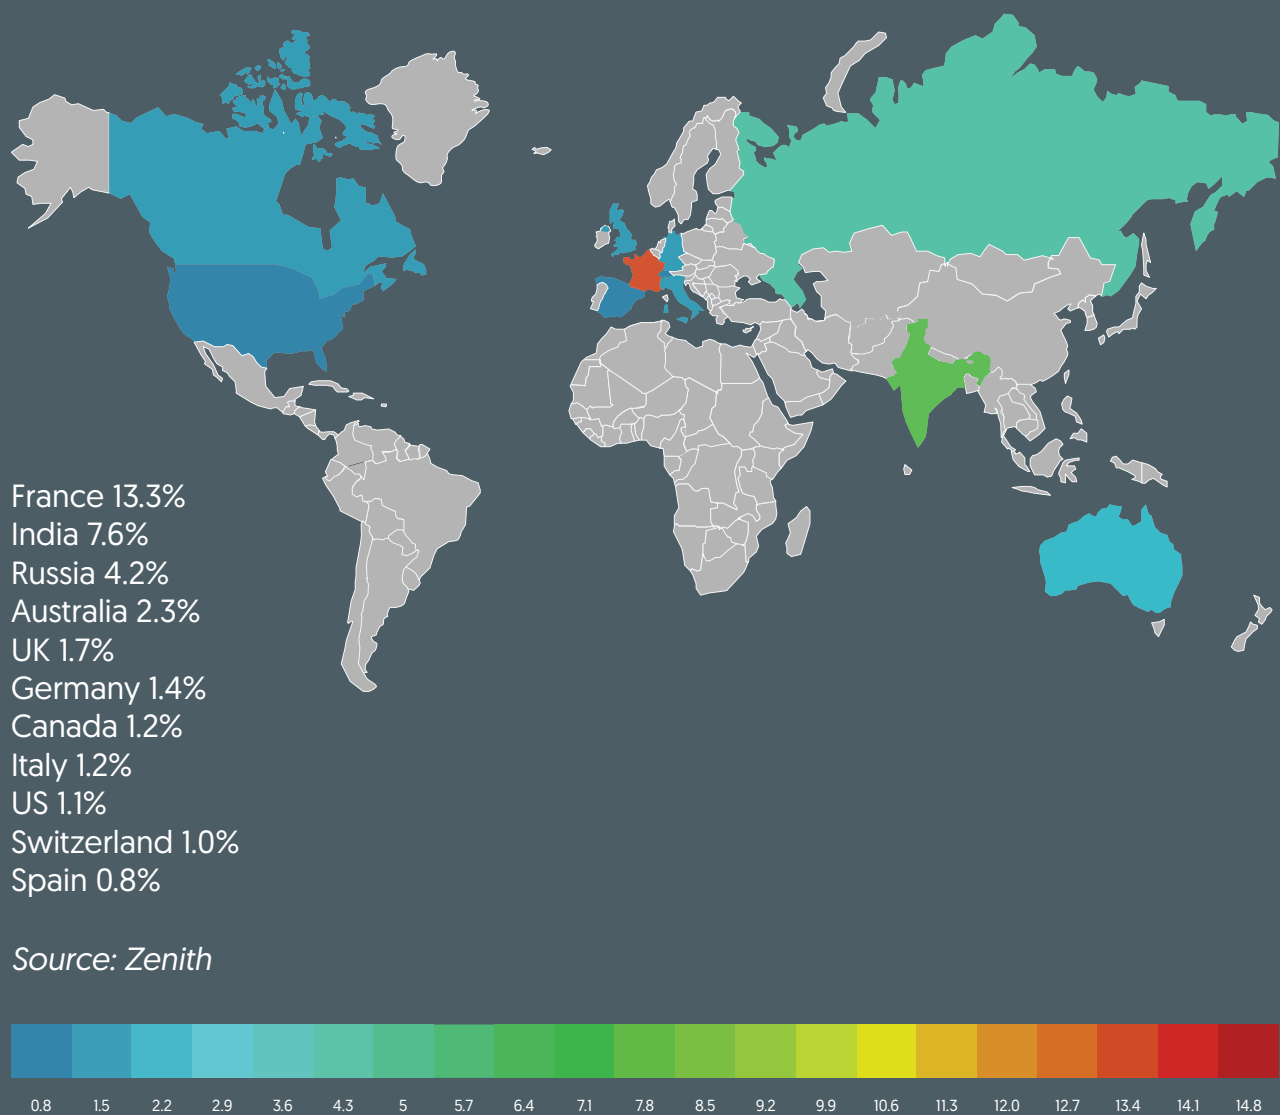 France 13.3%
India 7.6%
Russia 4.2%
Australia 2.3%
UK 1.7%
Germany 1.4%
Canada 1.2%
Italy 1.2%
US 1.1%
Switzerland 1.0%
Spain 0.8%
Source: Zenith
0.8 1.5 2.2 2.9 3.6 4.3 5 5.7 6.4 7.1 7.8 8.5 9.2 9.9 10.6 11.3 12.0 12.7 13.4 14.1 14.8